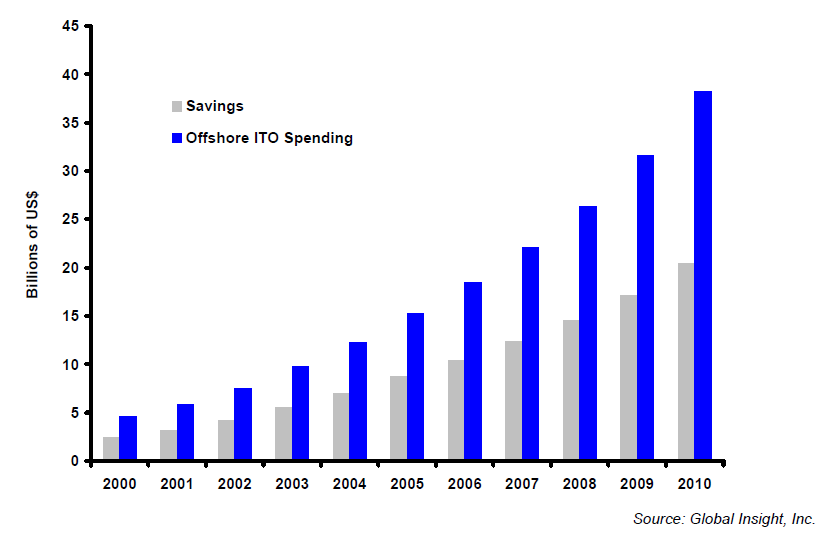 45
40
35
30
25
20
15
10
5
0
Billions of US$
Savings
Offshore ITO Spending
2000 2001 2002 2003 2004 2005 2006 2007 2008 2009 2010
Source: Global Insight, Inc.